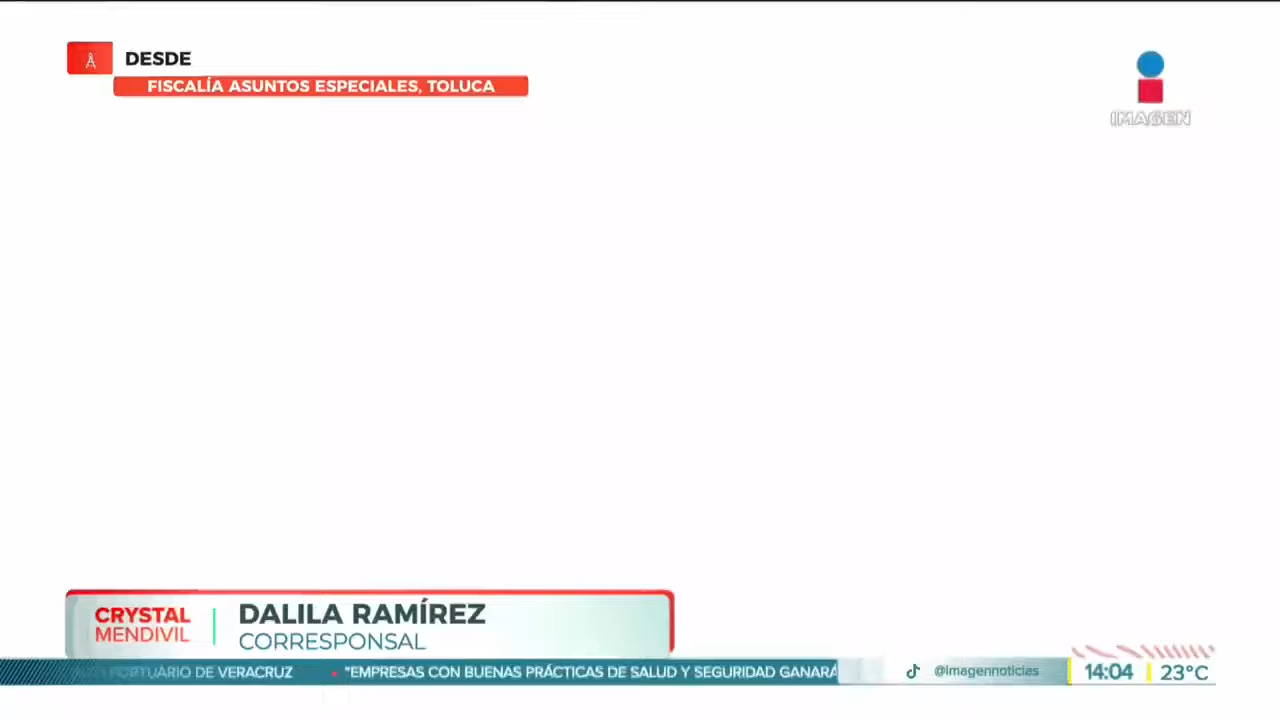 DESDE
FISCALÍA ASUNTOS ESPECIALES, TOLUCA
IMAGEN
CRYSTAL
MENDIVIL
DALILA RAMÍREZ
CORRESPONSAL
PORTUARIO DE VERACRUZ • "EMPRESAS CON BUENAS PRÁCTICAS DE SALUD Y SEGURIDAD GANARÁ
@imagennoticias
14:04
23°C